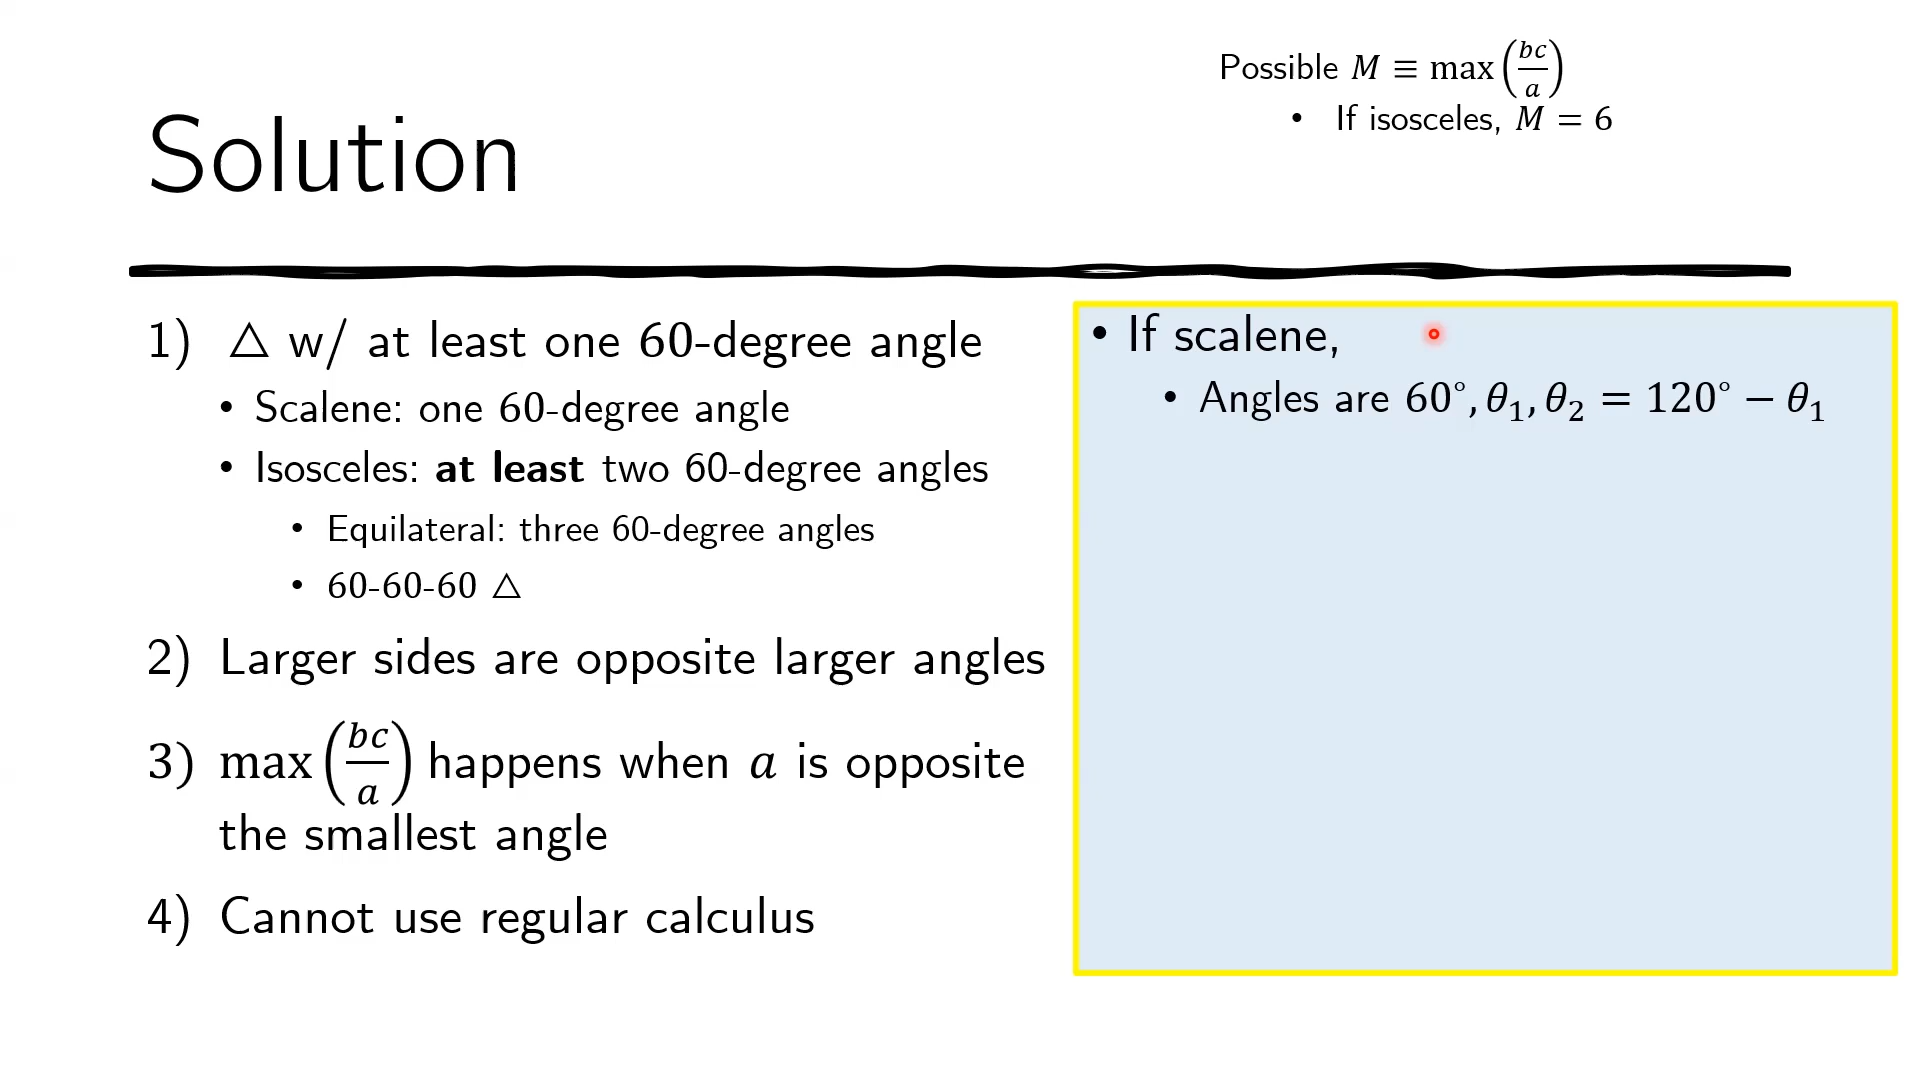 Possible M ≡ max(bc/a)
• If isosceles, M = 6
Solution
1) △ w/ at least one 60-degree angle
• Scalene: one 60-degree angle
• Isosceles: at least two 60-degree angles
• Equilateral: three 60-degree angles
• 60-60-60 △
2) Larger sides are opposite larger angles
3) max(bc/a) happens when a is opposite
the smallest angle
4) Cannot use regular calculus
• If scalene,
• Angles are 60°, θ₁, θ₂ = 120° − θ₁